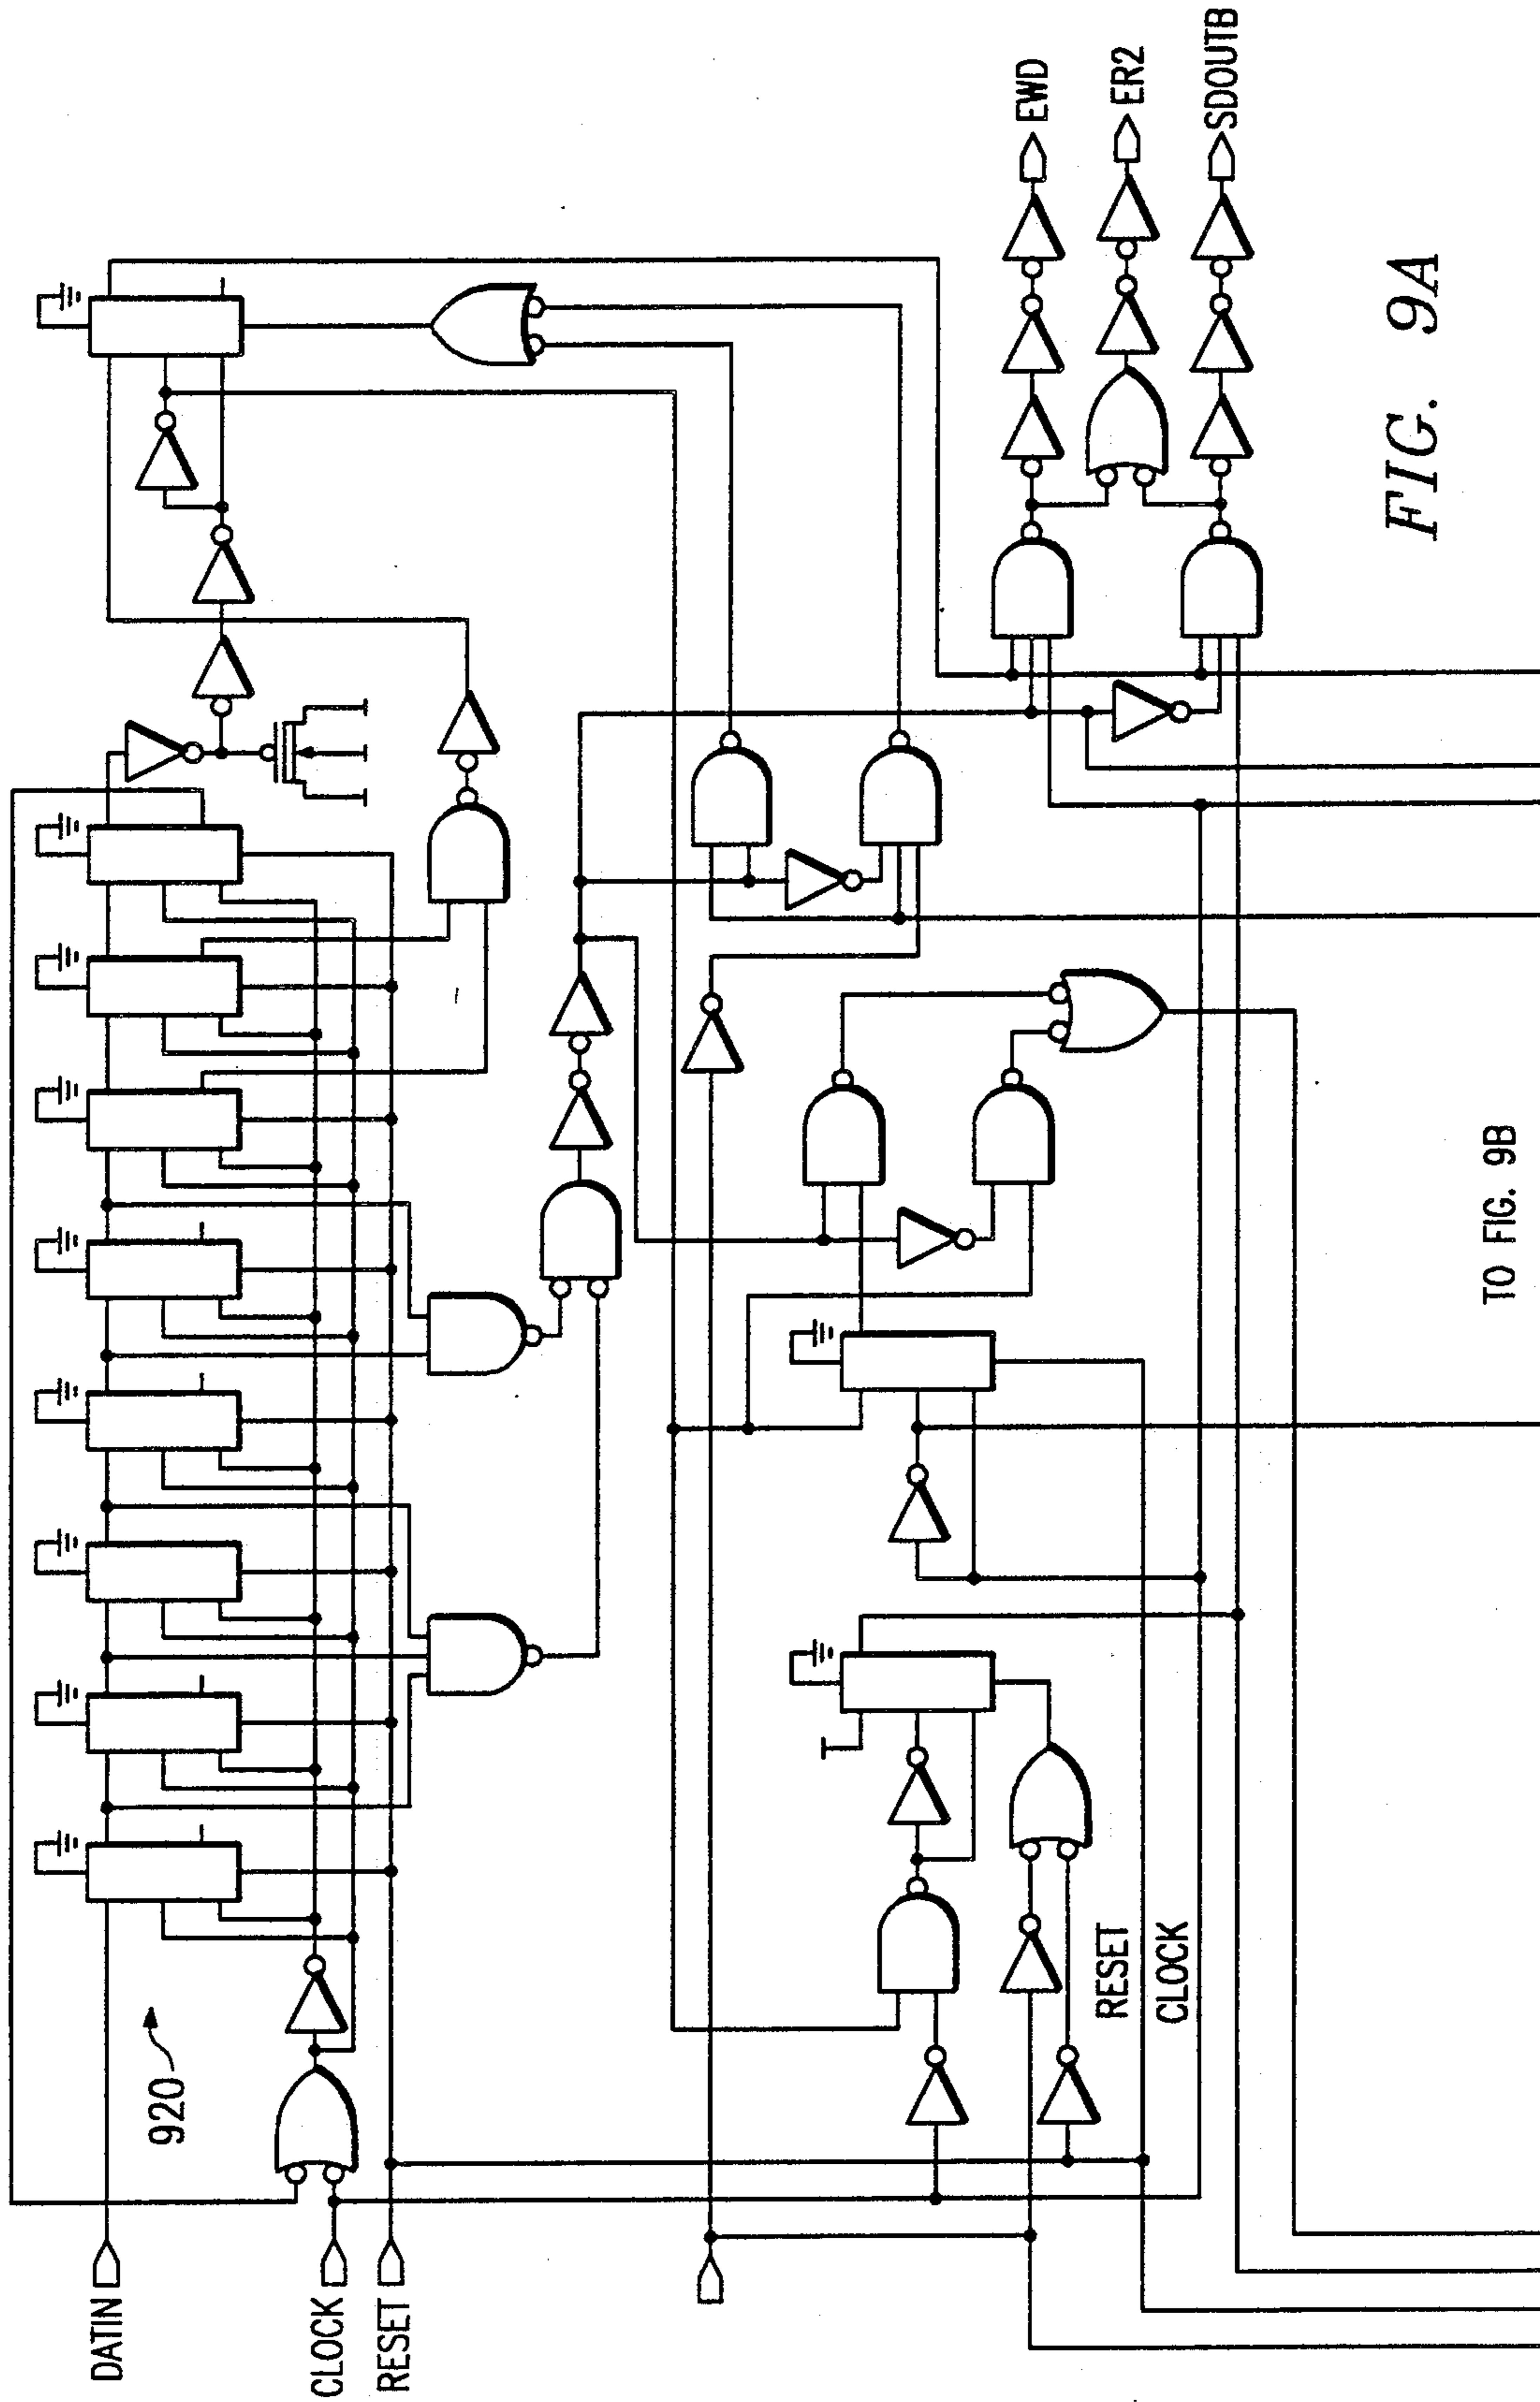 DATIN
920
CLOCK
RESET
RESET
CLOCK
EWD
ER2
SDOUTB
TO FIG. 9B
FIG. 9A